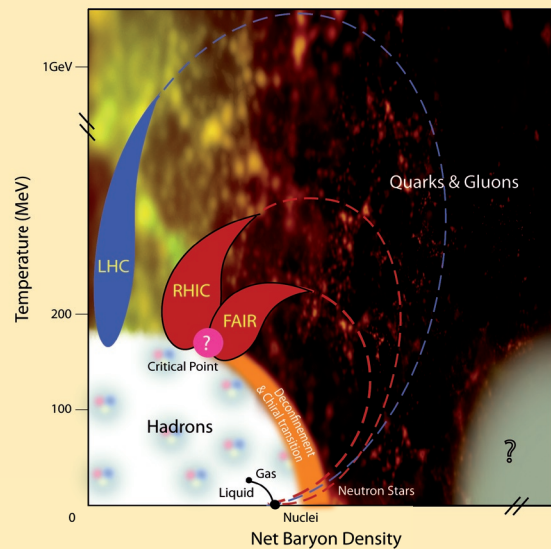 1GeV
Temperature (MeV)
Quarks & Gluons
LHC
RHIC
FAIR
200
?
Critical Point
Deconfinement
& Chiral transition
100
Hadrons
?
Gas
Liquid
Neutron Stars
0
Nuclei
Net Baryon Density